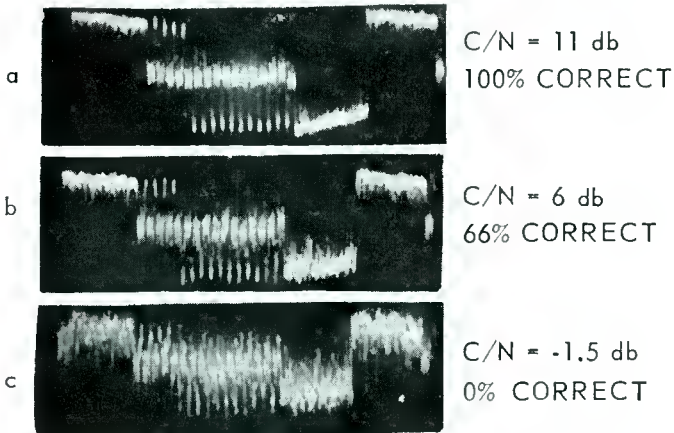 a
C/N = 11 db
100% CORRECT
b
C/N = 6 db
66% CORRECT
c
C/N = -1.5 db
0% CORRECT